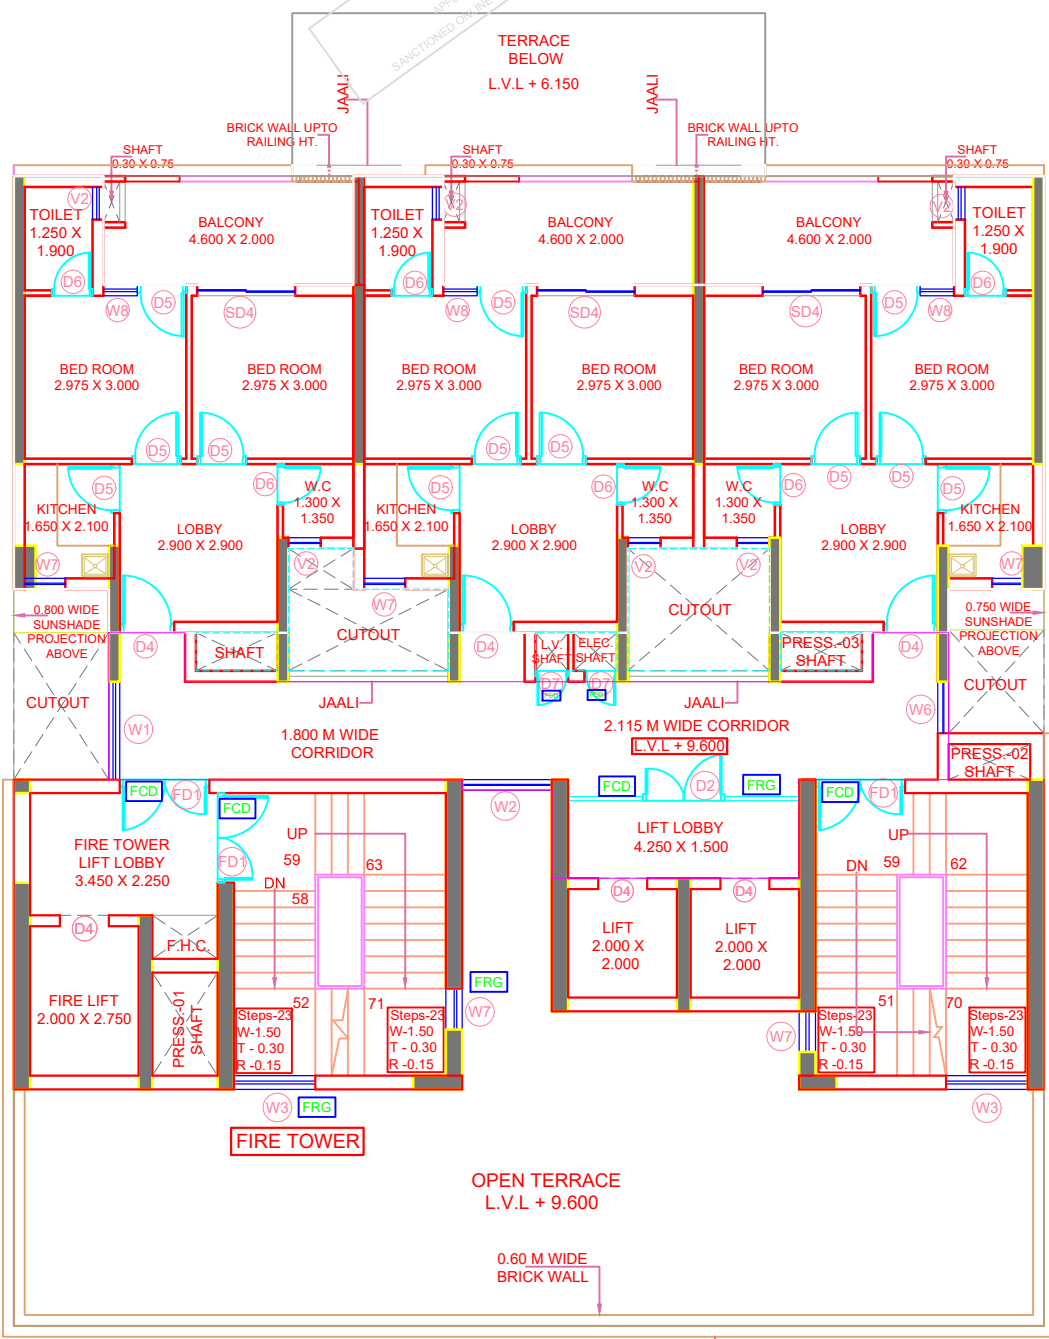 SANCTIONED ONLINE
TERRACE
BELOW
L.V.L + 6.150
JAALI
JAALI
BRICK WALL UPTO
RAILING HT.
BRICK WALL UPTO
RAILING HT.
SHAFT
0.30 X 0.75
SHAFT
0.30 X 0.75
SHAFT
0.30 X 0.75
V2
V2
V2
TOILET
1.250 X
1.900
BALCONY
4.600 X 2.000
TOILET
1.250 X
1.900
BALCONY
4.600 X 2.000
BALCONY
4.600 X 2.000
TOILET
1.250 X
1.900
D6
W8
D5
SD4
D6
W8
D5
SD4
SD4
D5
W8
D6
BED ROOM
2.975 X 3.000
BED ROOM
2.975 X 3.000
BED ROOM
2.975 X 3.000
BED ROOM
2.975 X 3.000
BED ROOM
2.975 X 3.000
BED ROOM
2.975 X 3.000
D5
D5
D5
D5
D5
D5
D5
D6
D5
D6
D6
D5
KITCHEN
1.650 X 2.100
LOBBY
2.900 X 2.900
W.C
1.300 X
1.350
KITCHEN
1.650 X 2.100
LOBBY
2.900 X 2.900
W.C
1.300 X
1.350
W.C
1.300 X
1.350
LOBBY
2.900 X 2.900
KITCHEN
1.650 X 2.100
W7
V2
W7
V2
V2
W7
0.800 WIDE
SUNSHADE
PROJECTION
ABOVE
CUTOUT
CUTOUT
0.750 WIDE
SUNSHADE
PROJECTION
ABOVE
D4
SHAFT
D4
L.V.
SHAFT
ELEC.
SHAFT
PRESS.-03
SHAFT
D4
CUTOUT
D7
D7
CUTOUT
JAALI
JAALI
W1
1.800 M WIDE
CORRIDOR
2.115 M WIDE CORRIDOR
L.V.L + 9.600
W6
PRESS.-02
SHAFT
FCD
FD1
FCD
W2
FCD
D2
FRG
FCD
FD1
FIRE TOWER
LIFT LOBBY
3.450 X 2.250
FD1
UP
59
63
DN
58
LIFT LOBBY
4.250 X 1.500
UP
59
62
DN
D4
D4
D4
F.H.C.
LIFT
2.000 X
2.000
LIFT
2.000 X
2.000
FIRE LIFT
2.000 X 2.750
PRESS.-01
SHAFT
FRG
52
71
W7
51
70
W7
Steps-23
W-1.50
T - 0.30
R -0.15
Steps-23
W-1.50
T - 0.30
R -0.15
Steps-23
W-1.50
T - 0.30
R -0.15
Steps-23
W-1.50
T - 0.30
R -0.15
W3
FRG
W3
FIRE TOWER
OPEN TERRACE
L.V.L + 9.600
0.60 M WIDE
BRICK WALL